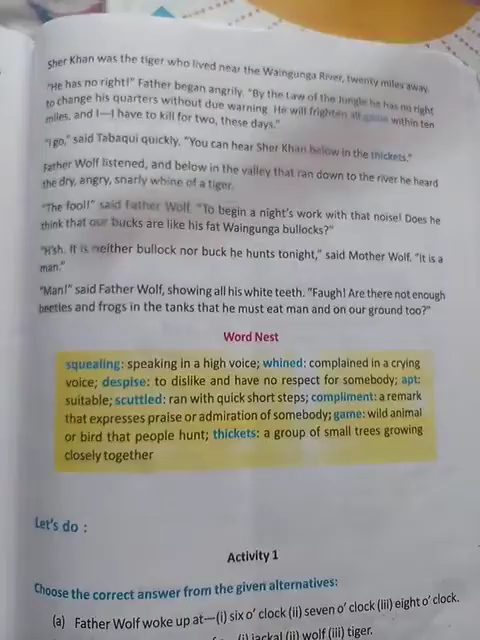 Sher Khan was the tiger who lived near the Waingunga River, twenty miles away.
"He has no right!" Father began angrily. "By the Law of the Jungle he has no right
to change his quarters without due warning. He will frighten all game within ten
miles, and I—I have to kill for two, these days."
"I go," said Tabaqui quickly. "You can hear Sher Khan below in the thickets."
Father Wolf listened, and below in the valley that ran down to the river he heard
the dry, angry, snarly whine of a tiger.
"The fool!" said Father Wolf. "To begin a night's work with that noise! Does he
think that our bucks are like his fat Waingunga bullocks?"
"H'sh. It is neither bullock nor buck he hunts tonight," said Mother Wolf. "It is a
man."
"Man!" said Father Wolf, showing all his white teeth. "Faugh! Are there not enough
beetles and frogs in the tanks that he must eat man and on our ground too?"
Word Nest
squealing: speaking in a high voice; whined: complained in a crying
voice; despise: to dislike and have no respect for somebody; apt:
suitable; scuttled: ran with quick short steps; compliment: a remark
that expresses praise or admiration of somebody; game: wild animal
or bird that people hunt; thickets: a group of small trees growing
closely together
Let's do :
Activity 1
Choose the correct answer from the given alternatives:
(a) Father Wolf woke up at—(i) six o' clock (ii) seven o' clock (iii) eight o' clock.
(i) jackal (ii) wolf (iii) tiger.